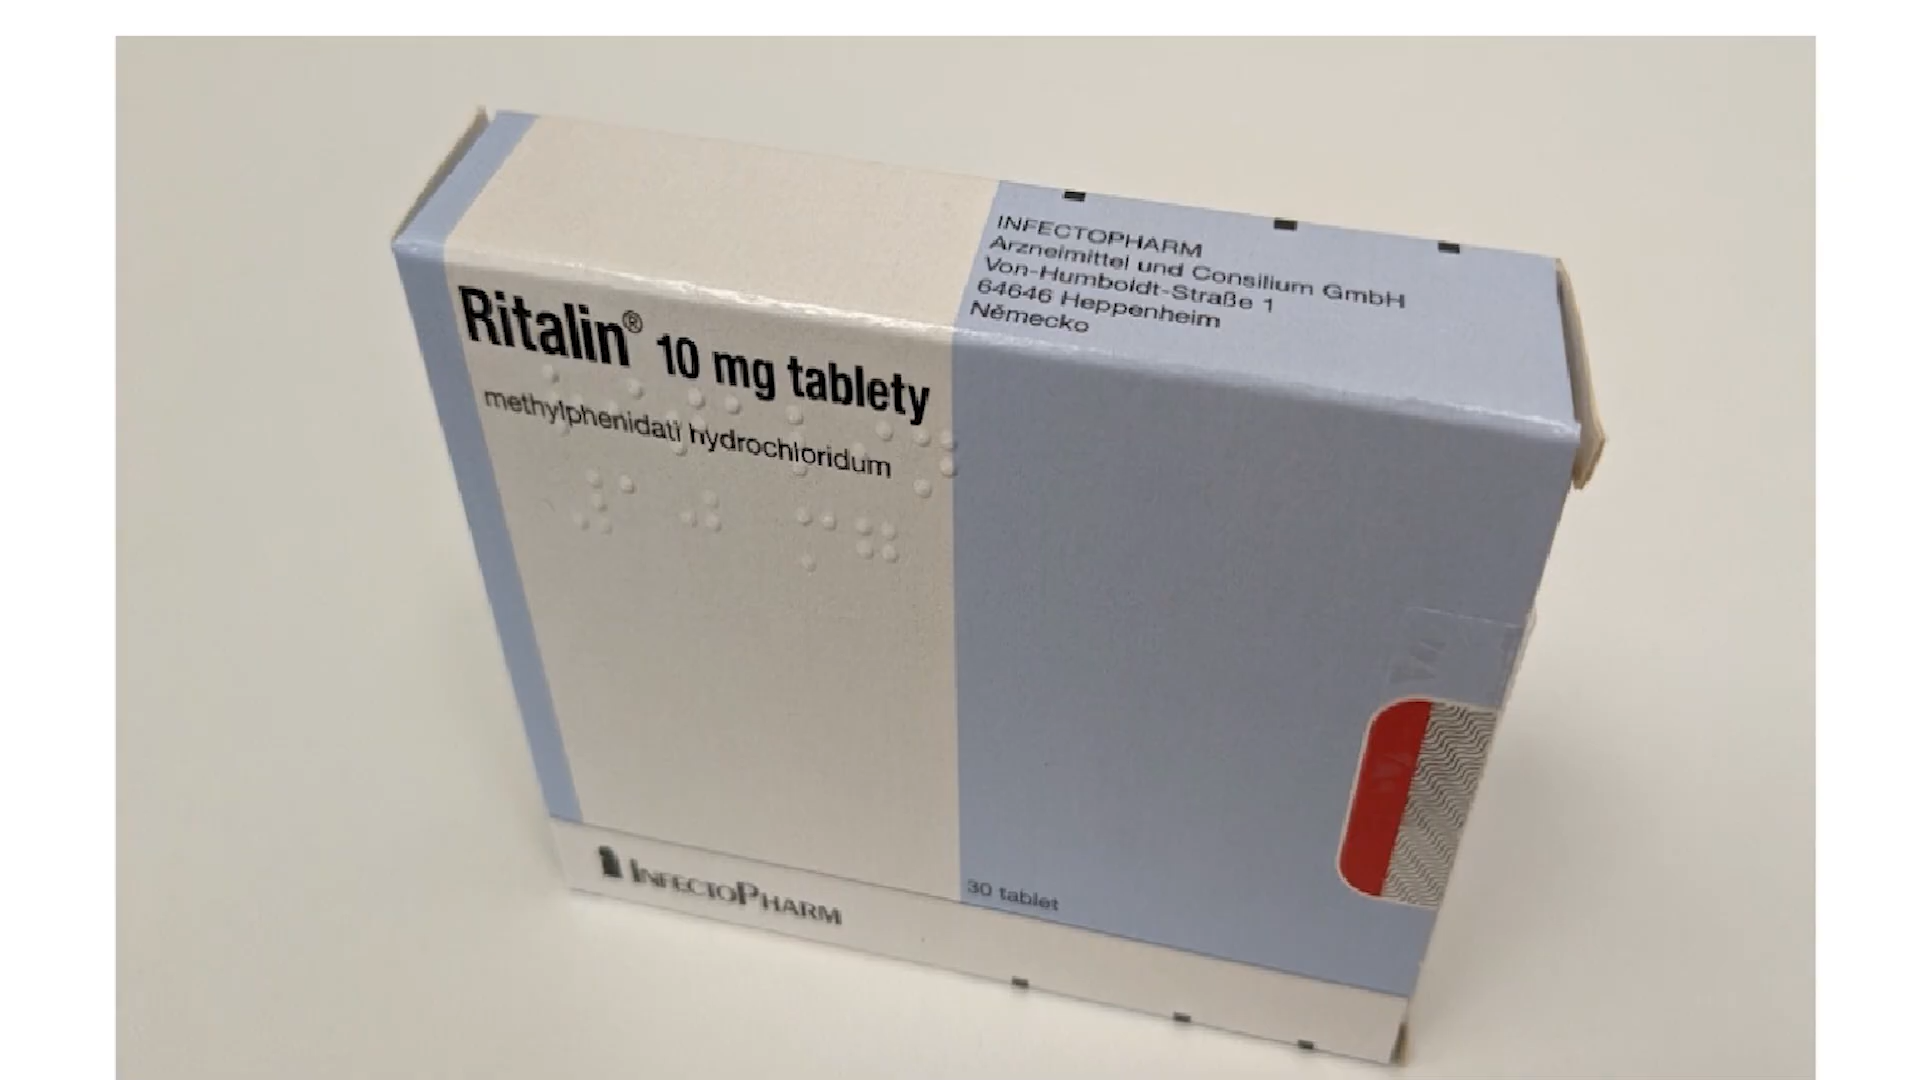 INFECTOPHARM
Arzneimittel und Consilium GmbH
Von-Humboldt-Straße 1
64646 Heppenheim
Německo
Ritalin® 10 mg tablety
methylphenidati hydrochloridum
30 tablet
INFECTOPHARM